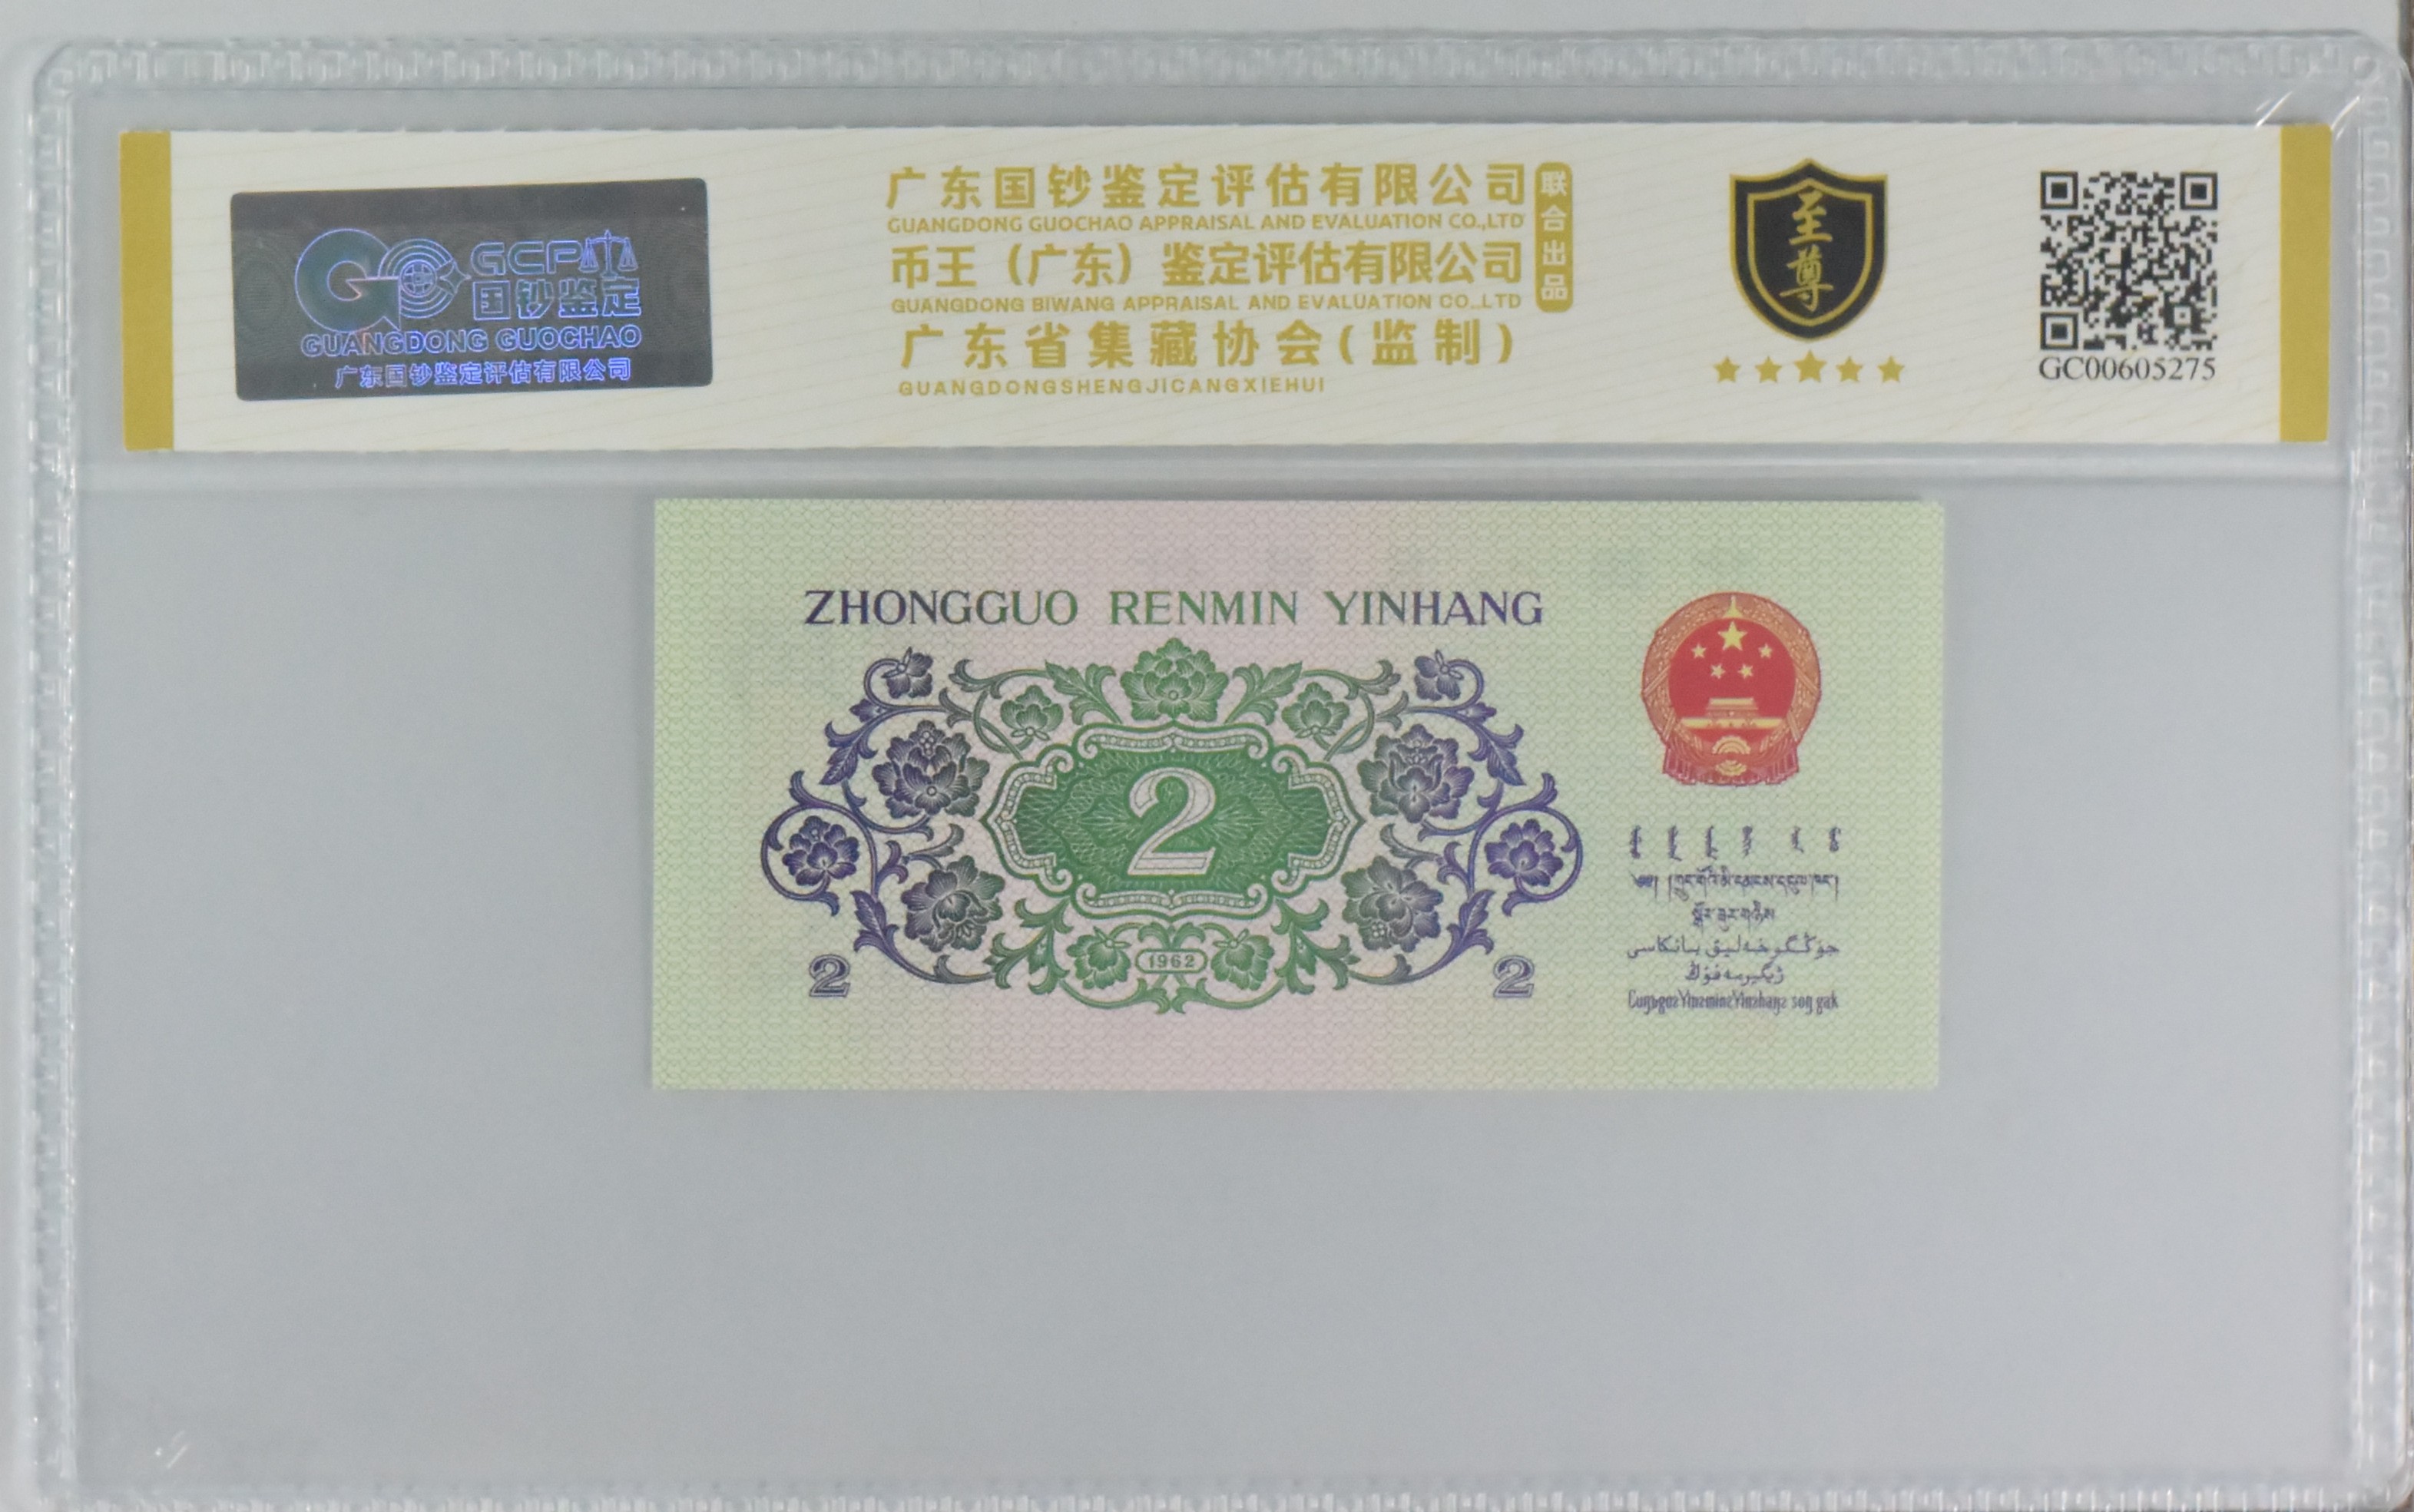 GCP
国钞鉴定
GUANGDONG GUOCHAO
广东国钞鉴定评估有限公司
广东国钞鉴定评估有限公司
GUANGDONG GUOCHAO APPRAISAL AND EVALUATION CO.,LTD
币王（广东）鉴定评估有限公司
GUANGDONG BIWANG APPRAISAL AND EVALUATION CO.,LTD
广东省集藏协会(监制)
GUANGDONGSHENGJICANGXIEHUI
联合出品
至尊
GC00605275
ZHONGGUO RENMIN YINHANG
2
1962
2
2